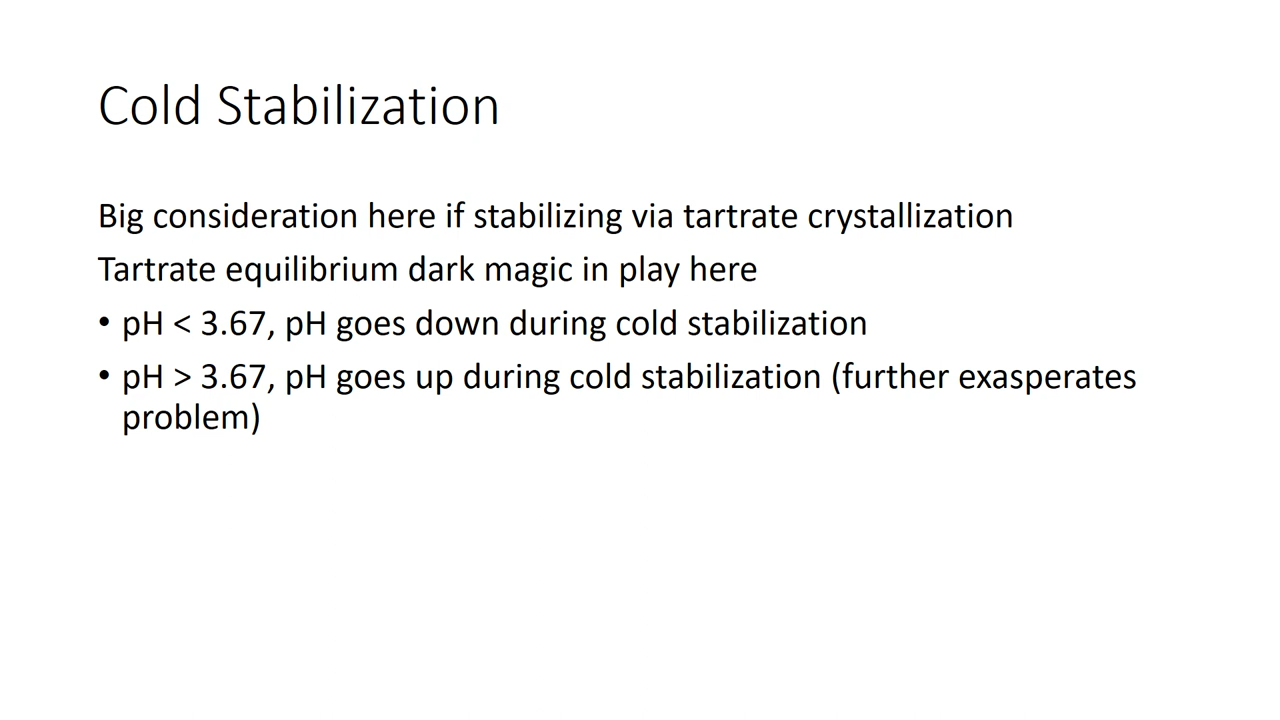 Cold Stabilization
Big consideration here if stabilizing via tartrate crystallization
Tartrate equilibrium dark magic in play here
• pH < 3.67, pH goes down during cold stabilization
• pH > 3.67, pH goes up during cold stabilization (further exasperates
problem)